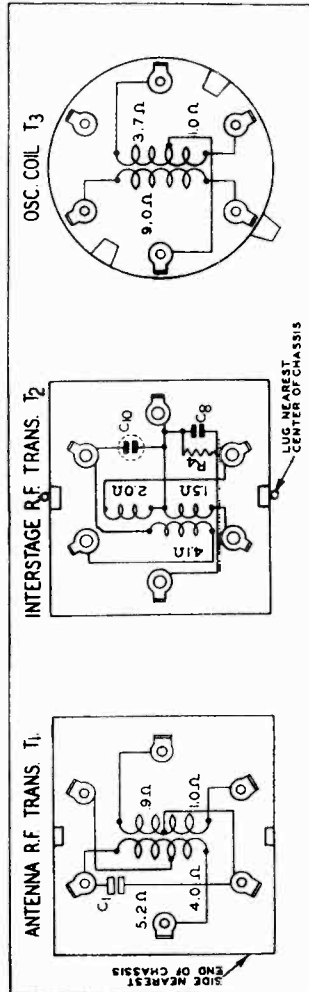 ANTENNA R.F. TRANS. T₁.
C₁
5.2Ω
.9Ω
4.0Ω
1.0Ω
SIDE NEAREST
END OF CHASSIS
INTERSTAGE R.F. TRANS. T₂
C₁₀
2.0Ω
1.5Ω
4.1Ω
R₄
C₈
LUG NEAREST
CENTER OF CHASSIS
OSC. COIL T₃
3.7Ω
9.0Ω
1.0Ω